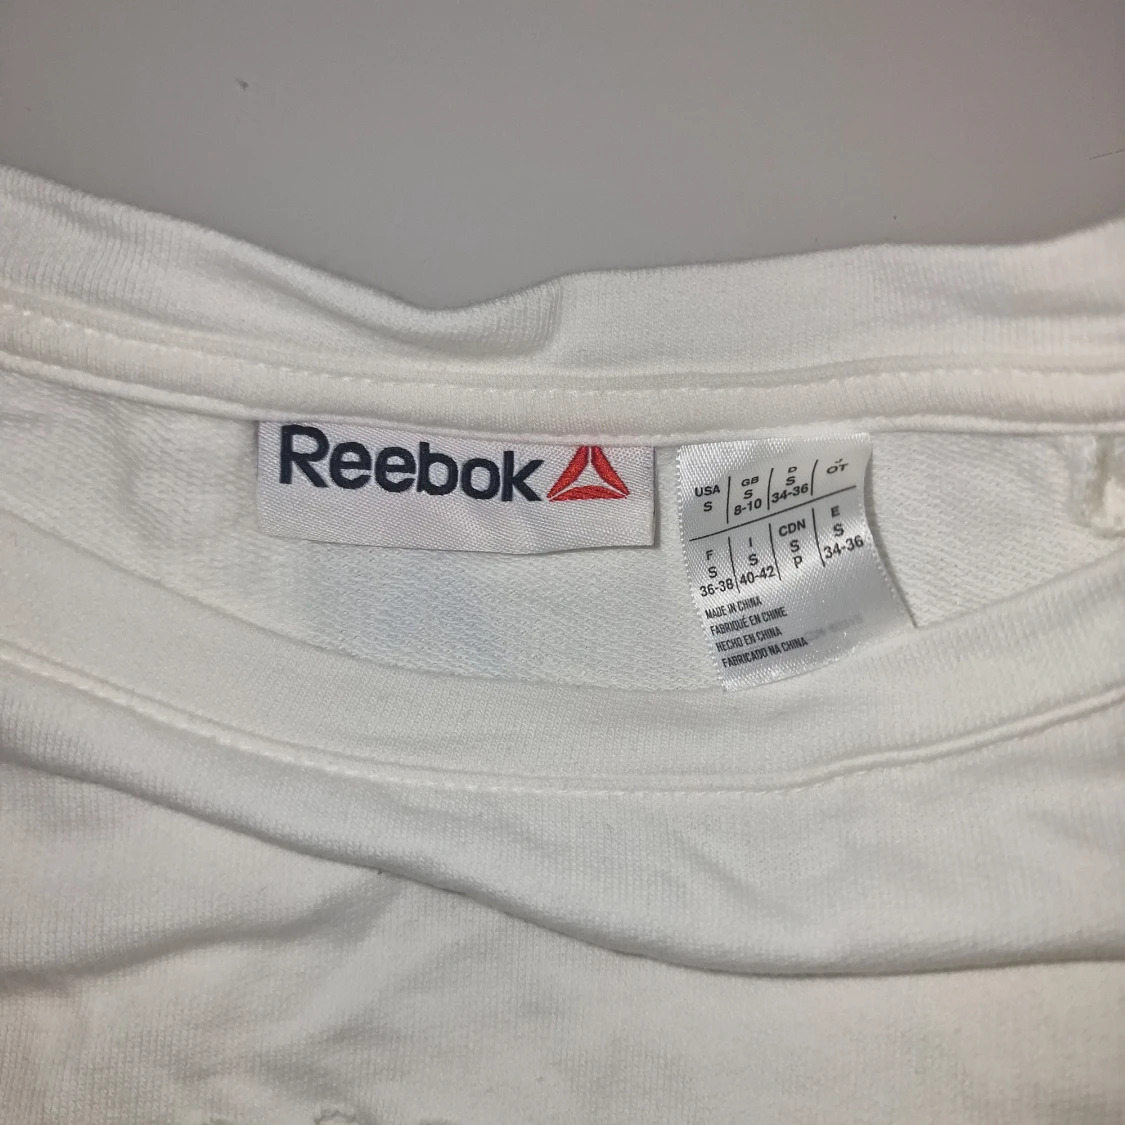 Reebok
USA GB D J
S S S OT
8-10 34-36
F I CDN E
S S S S
36-38 40-42 P 34-36
MADE IN CHINA
FABRIQUÉ EN CHINE
HECHO EN CHINA
FABRICADO NA CHINA